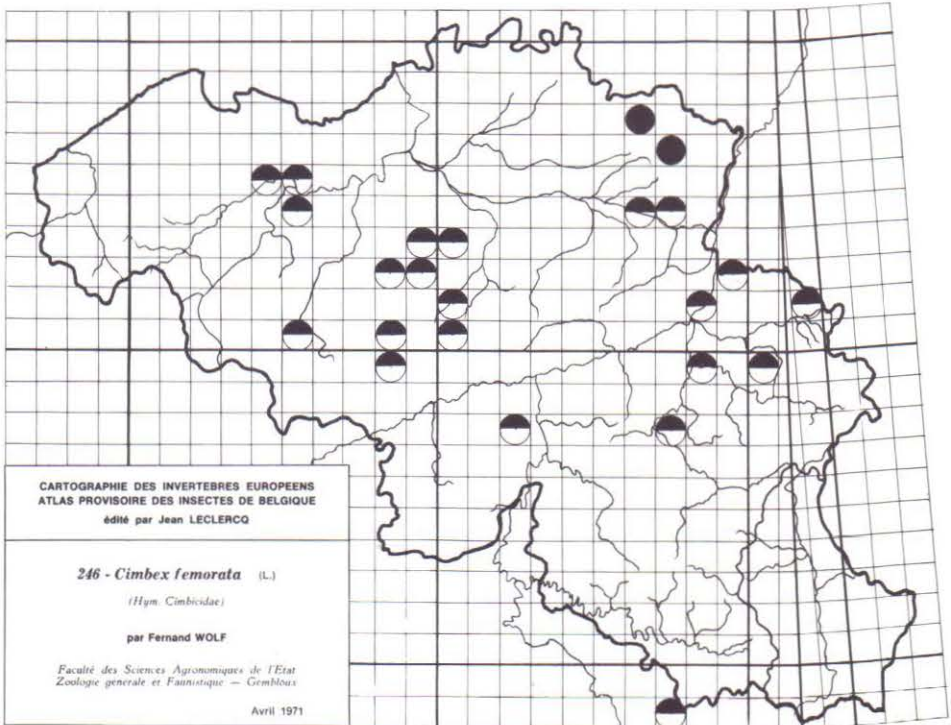 CARTOGRAPHIE DES INVERTEBRES EUROPEENS
ATLAS PROVISOIRE DES INSECTES DE BELGIQUE
édité par Jean LECLERCQ
246 - Cimbex femorata (L.)
(Hym. Cimbicidae)
par Fernand WOLF
Faculté des Sciences Agronomiques de l'Etat
Zoologie générale et Faunistique — Gembloux
Avril 1971